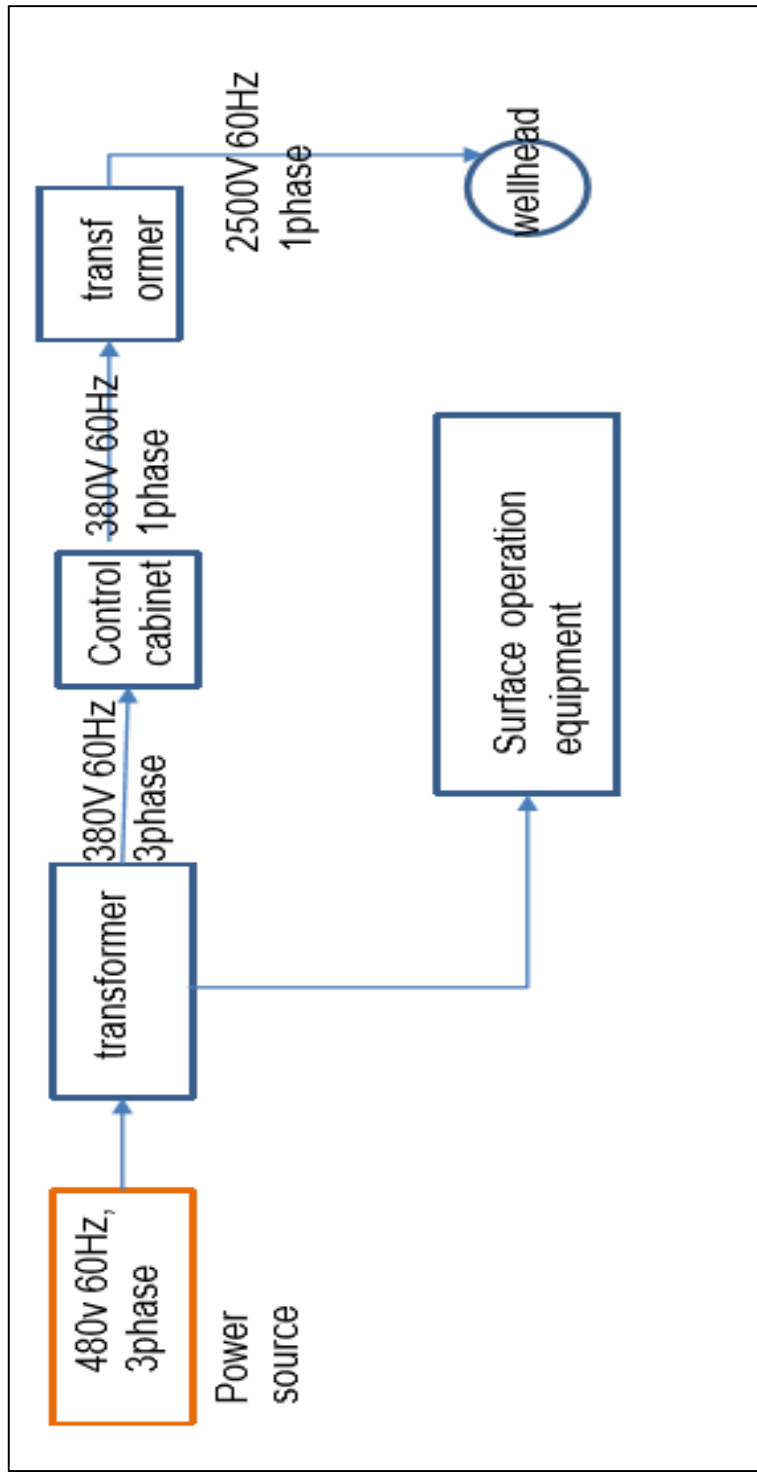 480v 60Hz,
3phase
Power
source
transformer
380V 60Hz
3phase
Control
cabinet
380V 60Hz
1phase
transf
ormer
2500V 60Hz
1phase
wellhead
Surface operation
equipment